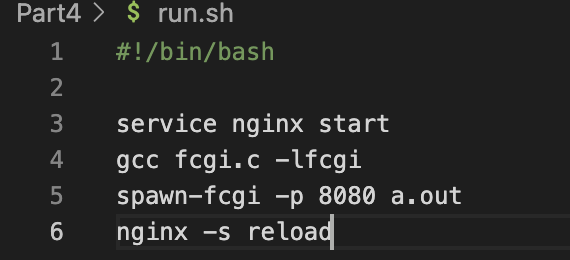 Part4 > $ run.sh
1 #!/bin/bash
2
3 service nginx start
4 gcc fcgi.c -lfcgi
5 spawn-fcgi -p 8080 a.out
6 nginx -s reload